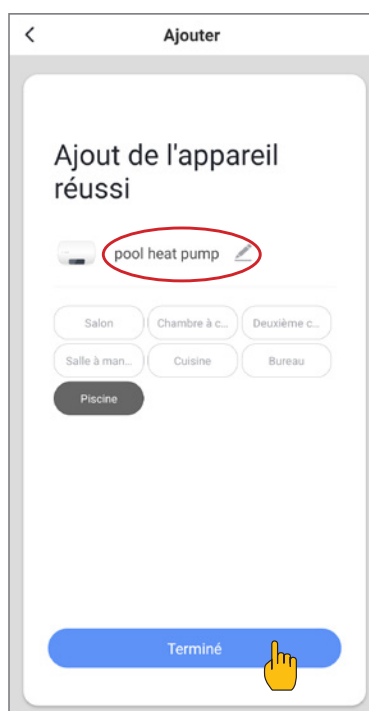 Ajouter
Ajout de l'appareil
réussi
pool heat pump
Salon Chambre à c... Deuxième c...
Salle à man... Cuisine Bureau
Piscine
Terminé